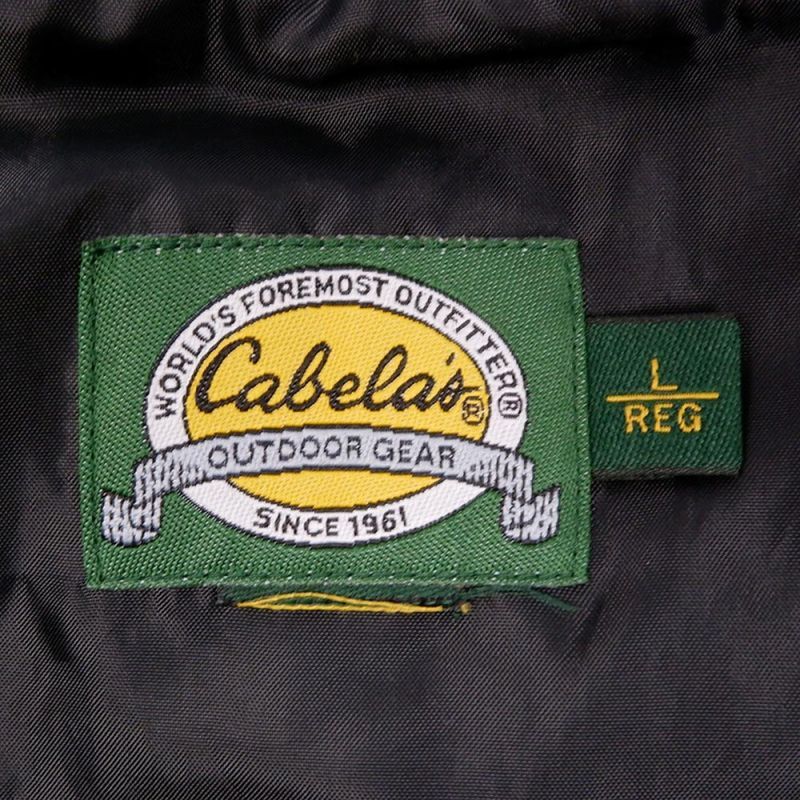 WORLD'S FOREMOST OUTFITTER®
Cabela's®
OUTDOOR GEAR
SINCE 1961
L
REG